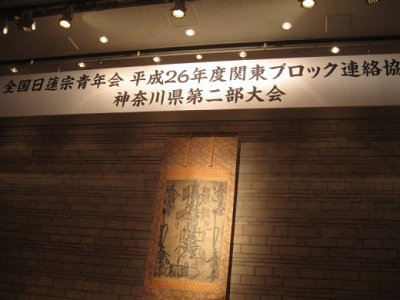 全国日蓮宗青年会 平成26年度関東ブロック連絡協
神奈川県第二部大会